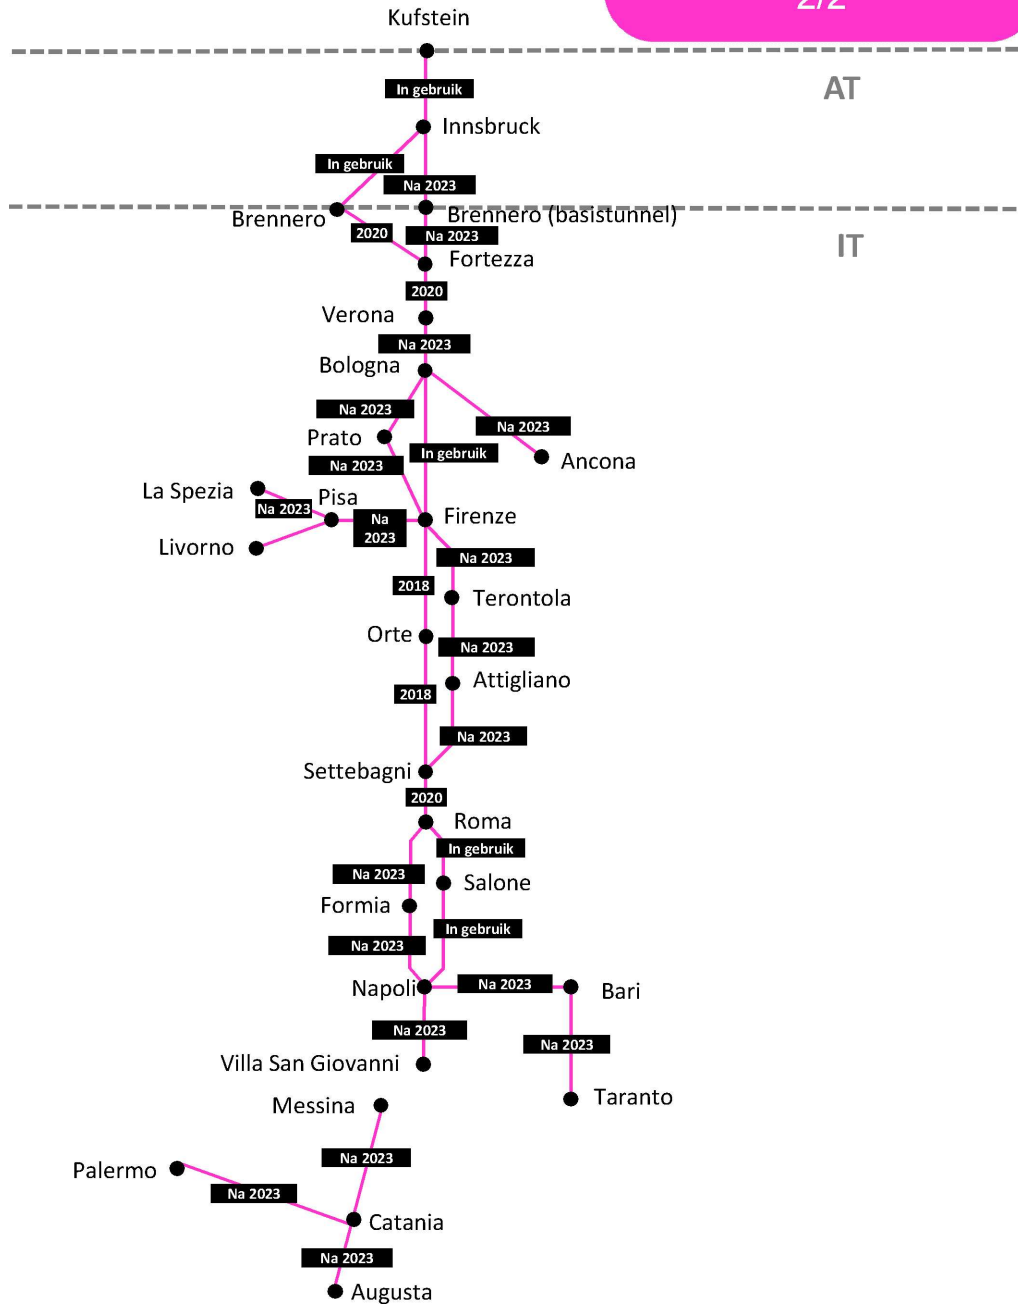 2/2
Kufstein
In gebruik
AT
Innsbruck
In gebruik
Na 2023
Brennero
Brennero (basistunnel)
2020
Na 2023
IT
Fortezza
2020
Verona
Na 2023
Bologna
Na 2023
Na 2023
Prato
In gebruik
Ancona
Na 2023
La Spezia
Pisa
Na 2023
Na
2023
Firenze
Livorno
Na 2023
2018
Terontola
Orte
Na 2023
Attigliano
2018
Na 2023
Settebagni
2020
Roma
In gebruik
Na 2023
Salone
Formia
In gebruik
Na 2023
Napoli
Na 2023
Bari
Na 2023
Na 2023
Villa San Giovanni
Taranto
Messina
Na 2023
Palermo
Na 2023
Catania
Na 2023
Augusta